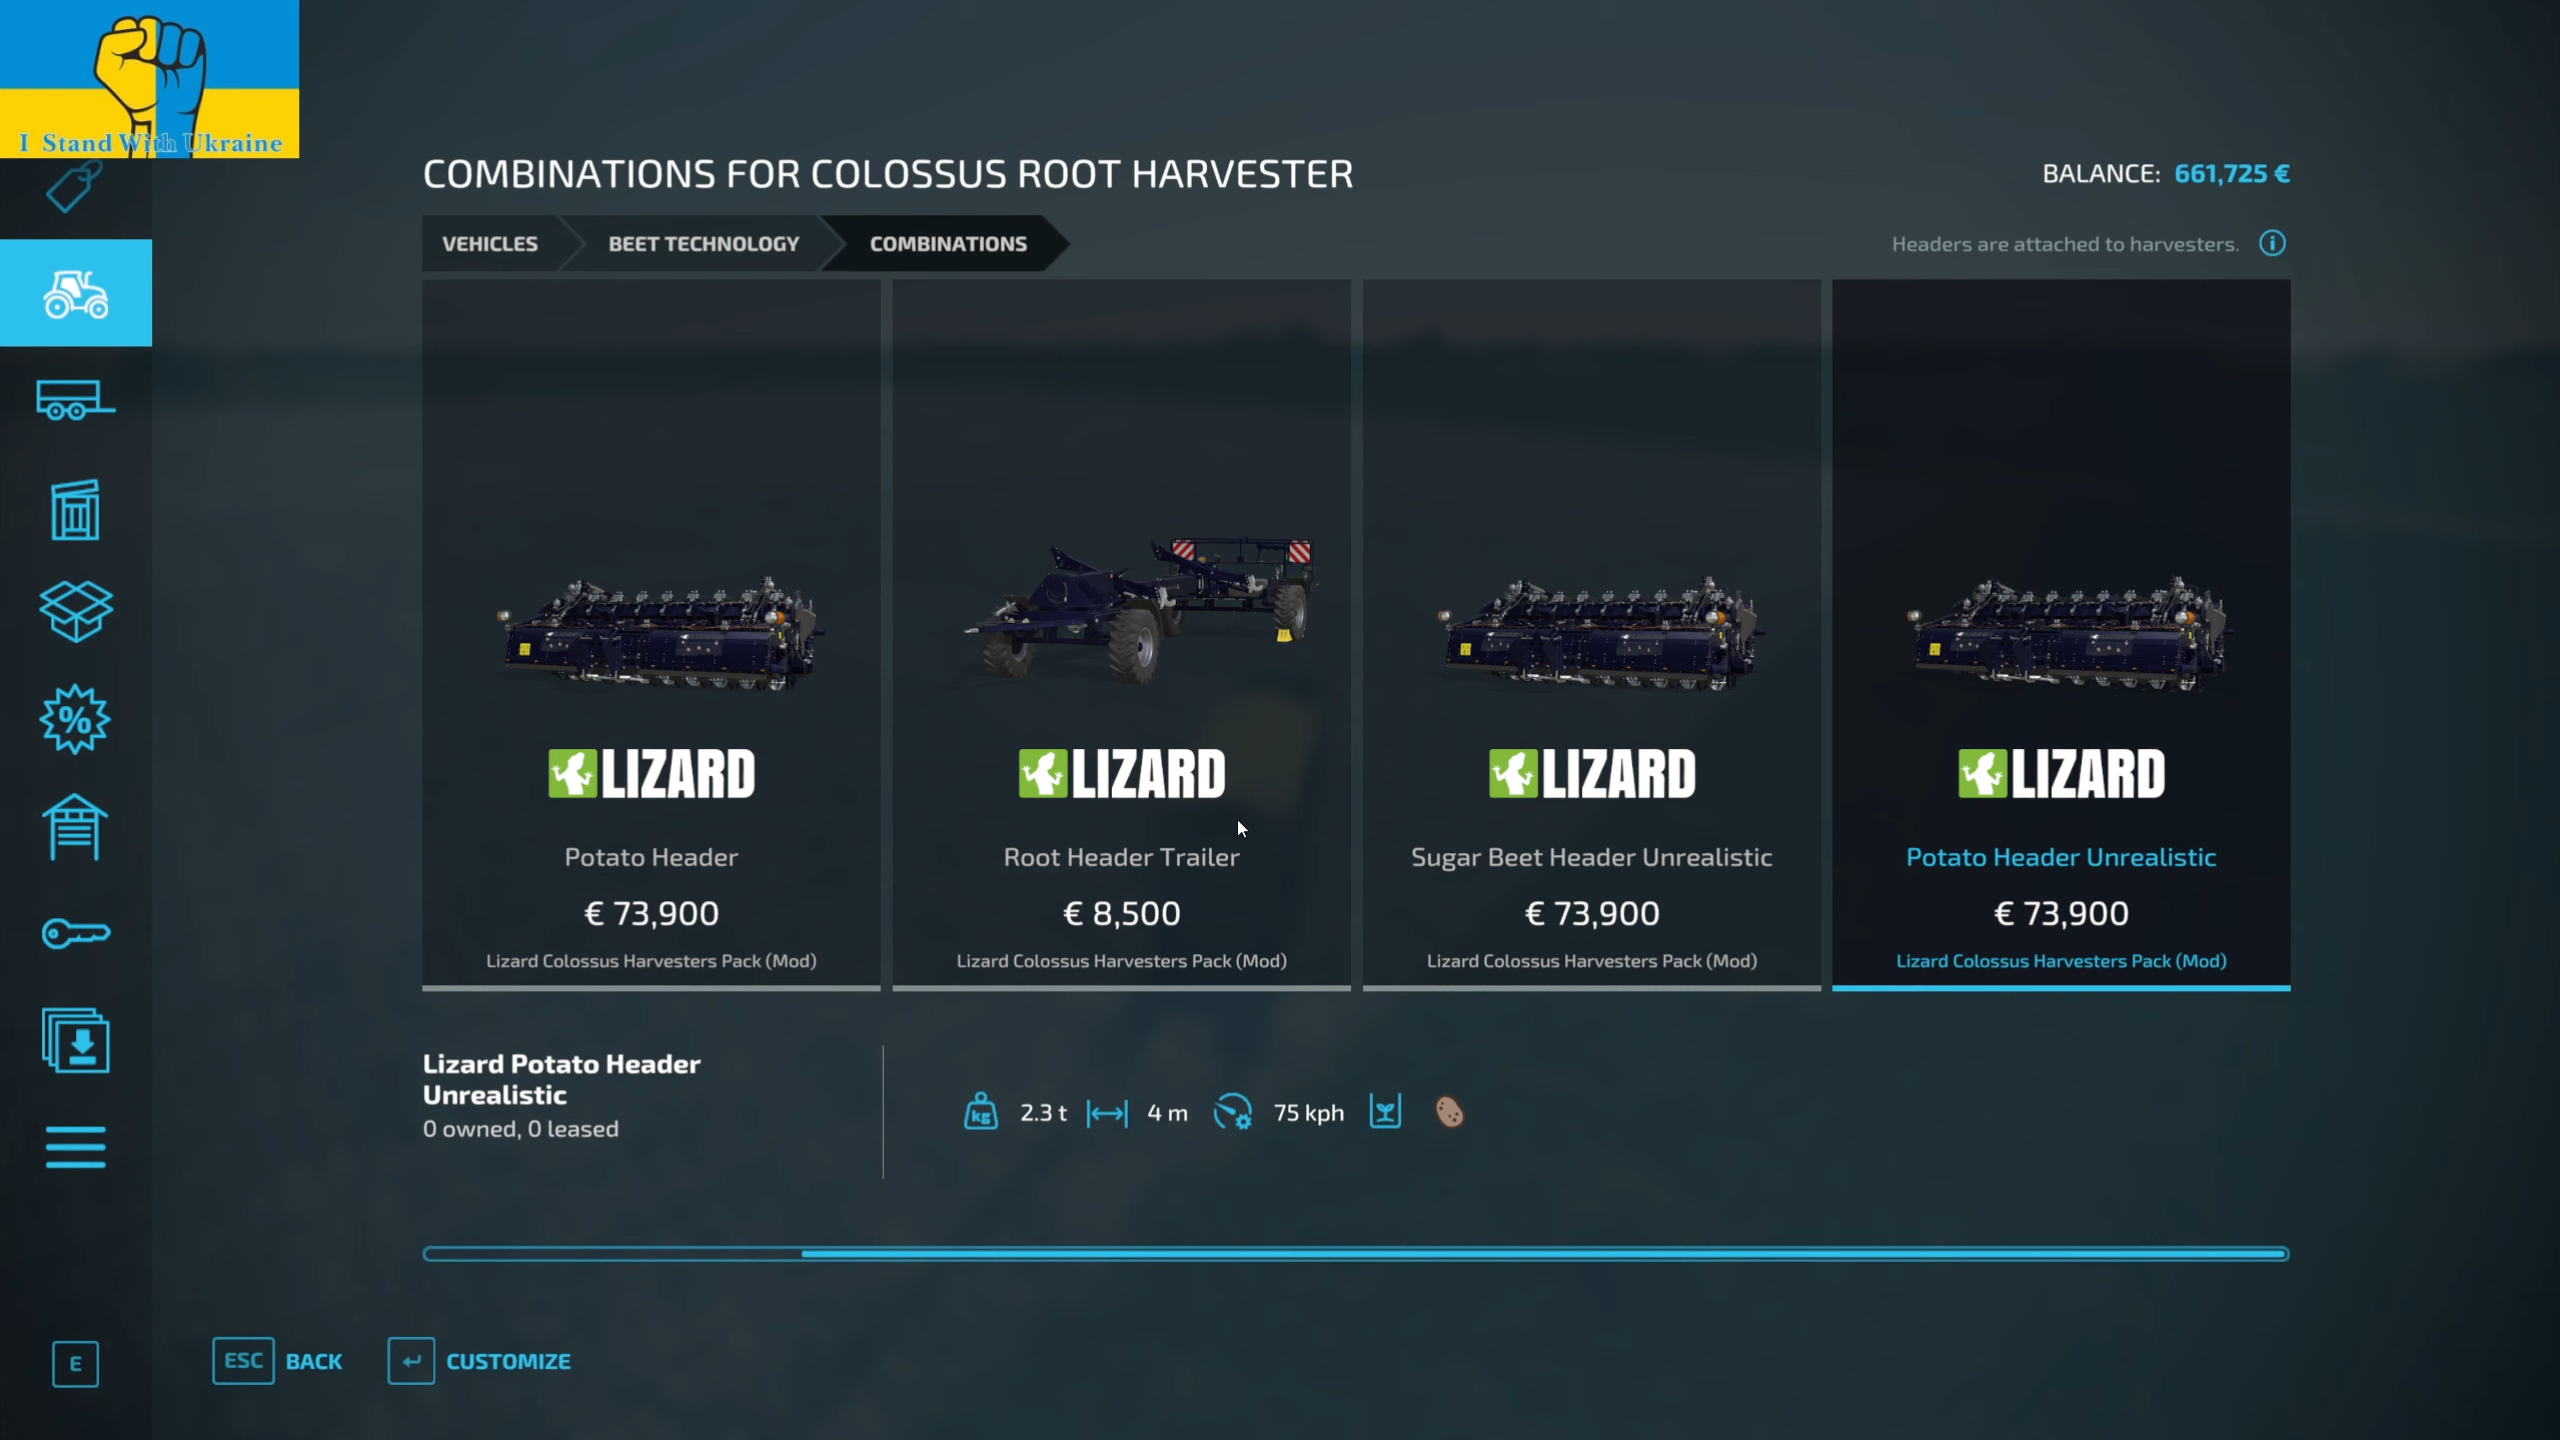 I Stand With Ukraine
COMBINATIONS FOR COLOSSUS ROOT HARVESTER
BALANCE: 661,725 €
VEHICLES
BEET TECHNOLOGY
COMBINATIONS
Headers are attached to harvesters.
LIZARD
Potato Header
€ 73,900
Lizard Colossus Harvesters Pack (Mod)
LIZARD
Root Header Trailer
€ 8,500
Lizard Colossus Harvesters Pack (Mod)
LIZARD
Sugar Beet Header Unrealistic
€ 73,900
Lizard Colossus Harvesters Pack (Mod)
LIZARD
Potato Header Unrealistic
€ 73,900
Lizard Colossus Harvesters Pack (Mod)
Lizard Potato Header
Unrealistic
0 owned, 0 leased
kg 2.3 t 4 m 75 kph
%
E
ESC BACK
CUSTOMIZE